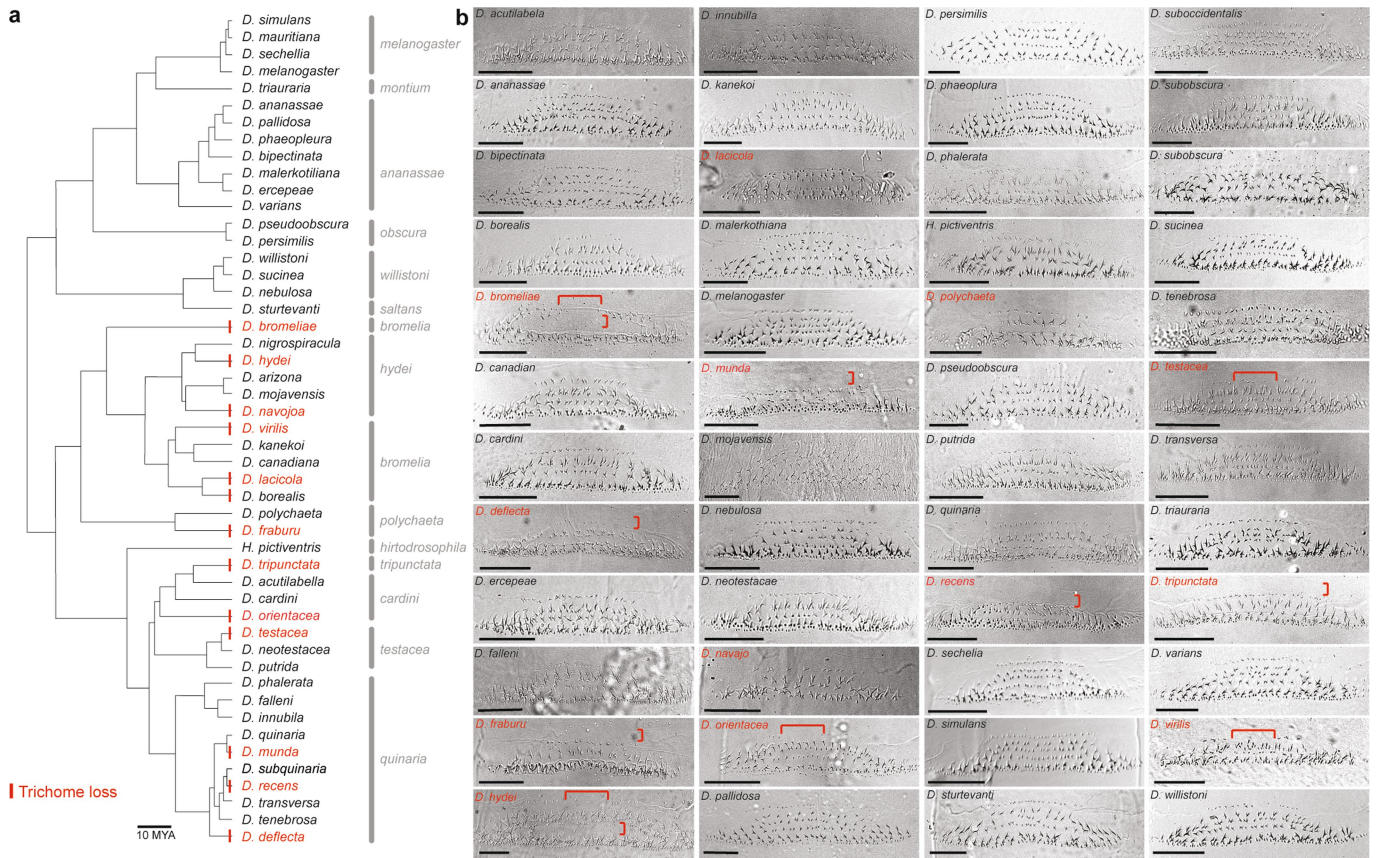 a
D. simulans
D. mauritiana
D. sechellia
D. melanogaster
melanogaster
D. triauraria
montium
D. ananassae
D. pallidosa
D. phaeopleura
D. bipectinata
D. malerkotiliana
D. ercepeae
D. varians
ananassae
D. pseudoobscura
D. persimilis
obscura
D. willistoni
D. sucinea
D. nebulosa
willistoni
D. sturtevanti
saltans
D. bromeliae
bromelia
D. nigrospiracula
D. hydei
D. arizona
D. mojavensis
D. navojoa
hydei
D. virilis
D. kanekoi
D. canadiana
D. lacicola
D. borealis
bromelia
D. polychaeta
D. fraburu
polychaeta
H. pictiventris
hirtodrosophila
D. tripunctata
tripunctata
D. acutilabella
D. cardini
D. orientacea
cardini
D. testacea
D. neotestacea
D. putrida
testacea
D. phalerata
D. falleni
D. innubila
D. quinaria
D. munda
D. subquinaria
D. recens
D. transversa
D. tenebrosa
D. deflecta
quinaria
Trichome loss
10 MYA
b
D. acutilabela
D. innubilla
D. persimilis
D. suboccidentalis
D. ananassae
D. kanekoi
D. phaeoplura
D. subobscura
D. bipectinata
D. lacicola
D. phalerata
D. subobscura
D. borealis
D. malerkothiana
H. pictiventris
D. sucinea
D. bromeliae
D. melanogaster
D. polychaeta
D. tenebrosa
D. canadian
D. munda
D. pseudoobscura
D. testacea
D. cardini
D. mojavensis
D. putrida
D. transversa
D. deflecta
D. nebulosa
D. quinaria
D. triauraria
D. ercepeae
D. neotestacae
D. recens
D. tripunctata
D. falleni
D. navajo
D. sechelia
D. varians
D. fraburu
D. orientacea
D. simulans
D. virilis
D. hydei
D. pallidosa
D. sturtevanti
D. willistoni